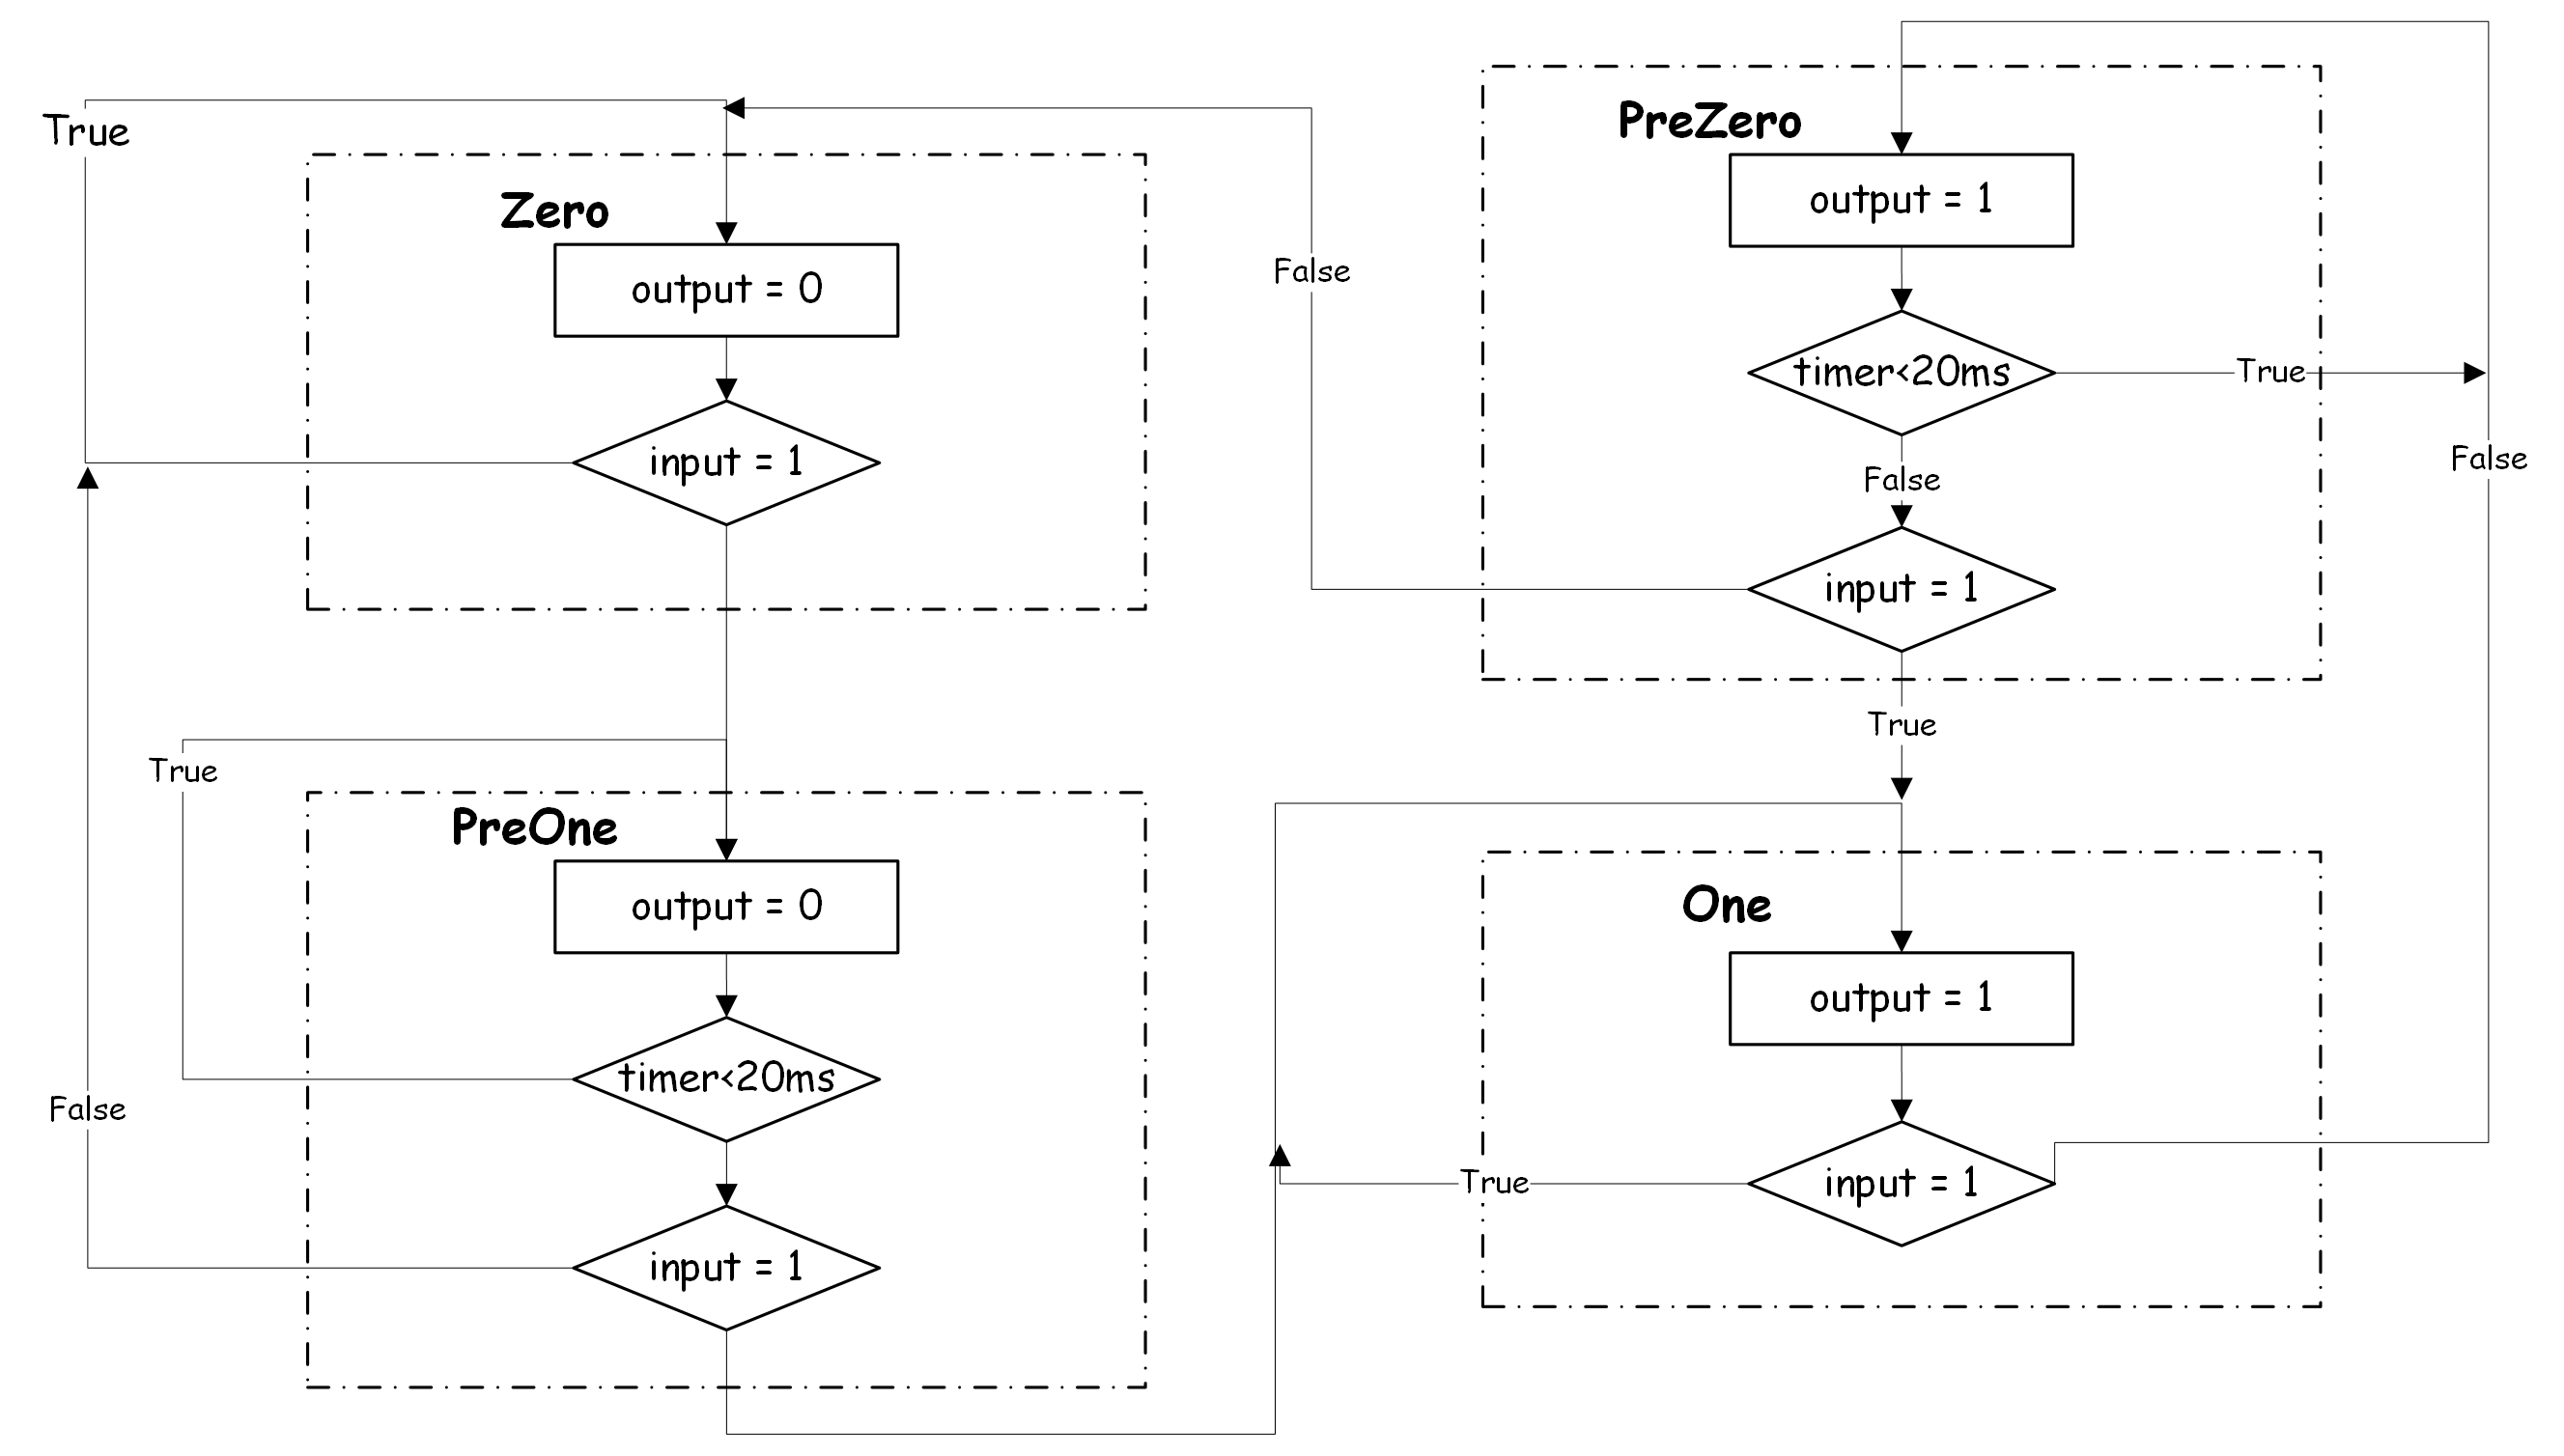 True
Zero
output = 0
input = 1
True
PreOne
output = 0
timer<20ms
False
input = 1
PreZero
output = 1
False
timer<20ms
True
False
False
input = 1
True
One
output = 1
True
input = 1